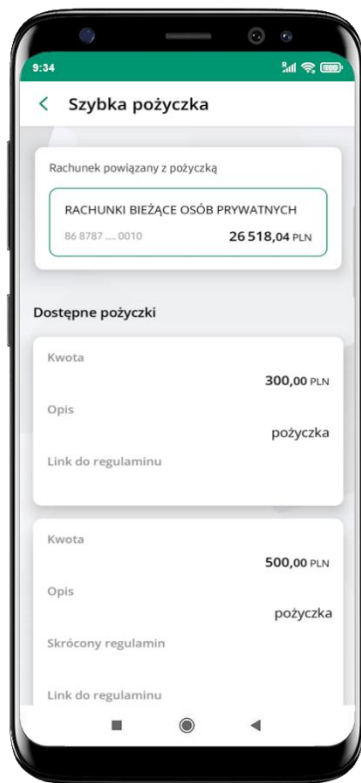 9:34
Szybka pożyczka
Rachunek powiązany z pożyczką
RACHUNKI BIEŻĄCE OSÓB PRYWATNYCH
86 8787 .... 0010 26 518,04 PLN
Dostępne pożyczki
Kwota
300,00 PLN
Opis
pożyczka
Link do regulaminu
Kwota
500,00 PLN
Opis
pożyczka
Skrócony regulamin
Link do regulaminu